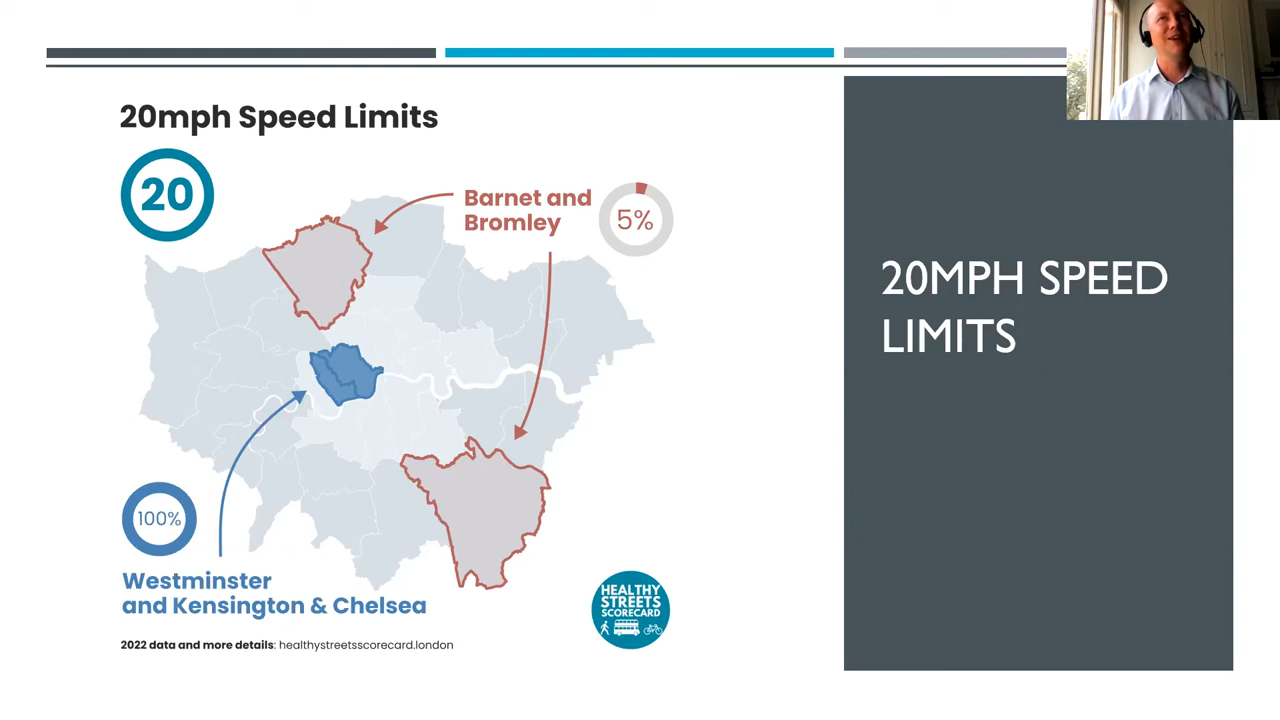 20mph Speed Limits
20
Barnet and
Bromley
5%
100%
Westminster
and Kensington & Chelsea
2022 data and more details: healthystreetsscorecard.london
HEALTHY
STREETS
SCORECARD
20MPH SPEED
LIMITS